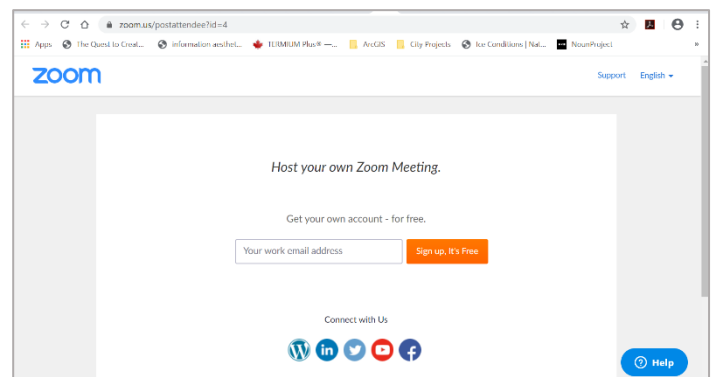 zoom.us/postattendee?id=4
Apps The Quest to Creat... information aesthet... TERMIUM Plus® —... ArcGIS City Projects Ice Conditions | Nat... NounProject »
zoom Support English
Host your own Zoom Meeting.
Get your own account - for free.
Your work email address Sign up, It's Free
Connect with Us
Help